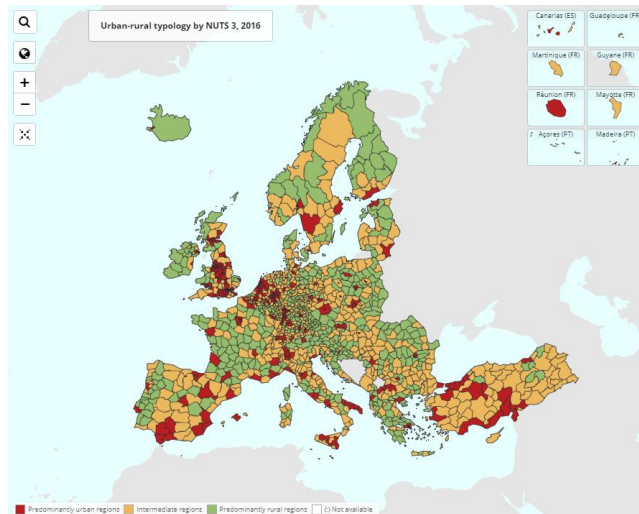 Urban-rural typology by NUTS 3, 2016
Canarias (ES)
Guadeloupe (FR)
Martinique (FR)
Guyane (FR)
Réunion (FR)
Mayotte (FR)
Açores (PT)
Madeira (PT)
+
−
Predominantly urban regions
Intermediate regions
Predominantly rural regions
(:) Not available